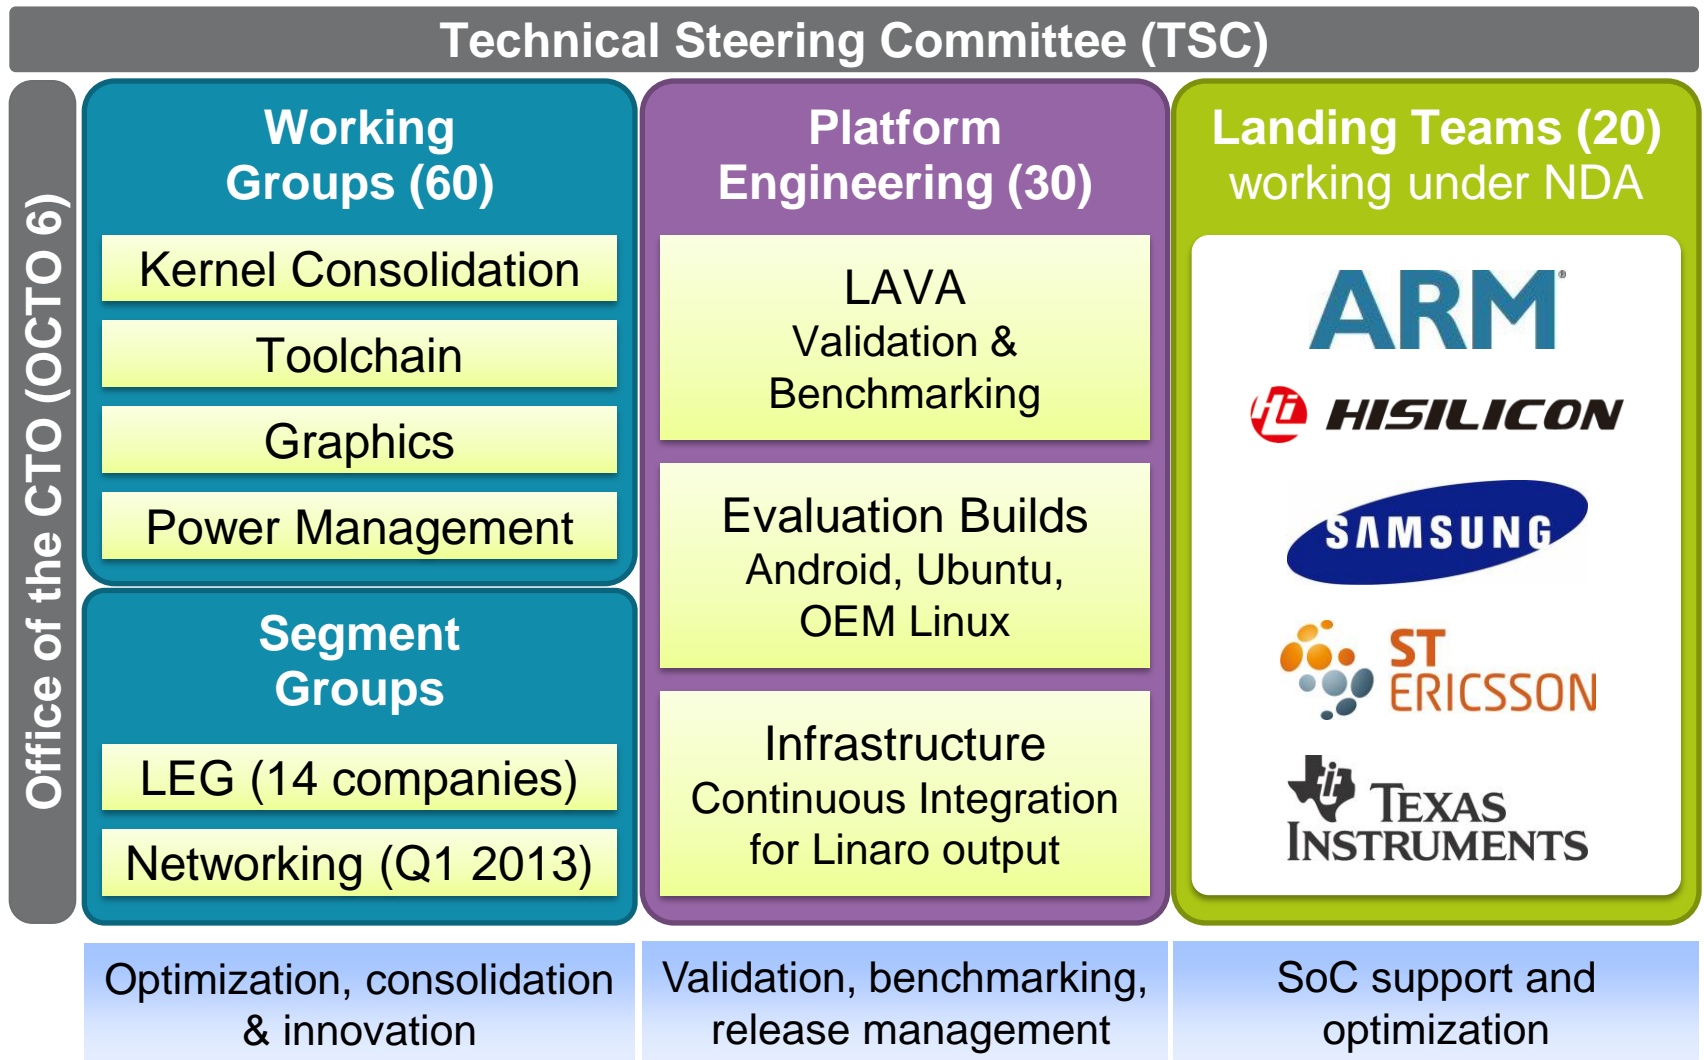 Technical Steering Committee (TSC)
Office of the CTO (OCTO 6)
Working
Groups (60)
Kernel Consolidation
Toolchain
Graphics
Power Management
Segment
Groups
LEG (14 companies)
Networking (Q1 2013)
Optimization, consolidation
& innovation
Platform
Engineering (30)
LAVA
Validation &
Benchmarking
Evaluation Builds
Android, Ubuntu,
OEM Linux
Infrastructure
Continuous Integration
for Linaro output
Validation, benchmarking,
release management
Landing Teams (20)
working under NDA
ARM®
Hi HISILICON
SAMSUNG
ST
ERICSSON
TEXAS
INSTRUMENTS
SoC support and
optimization